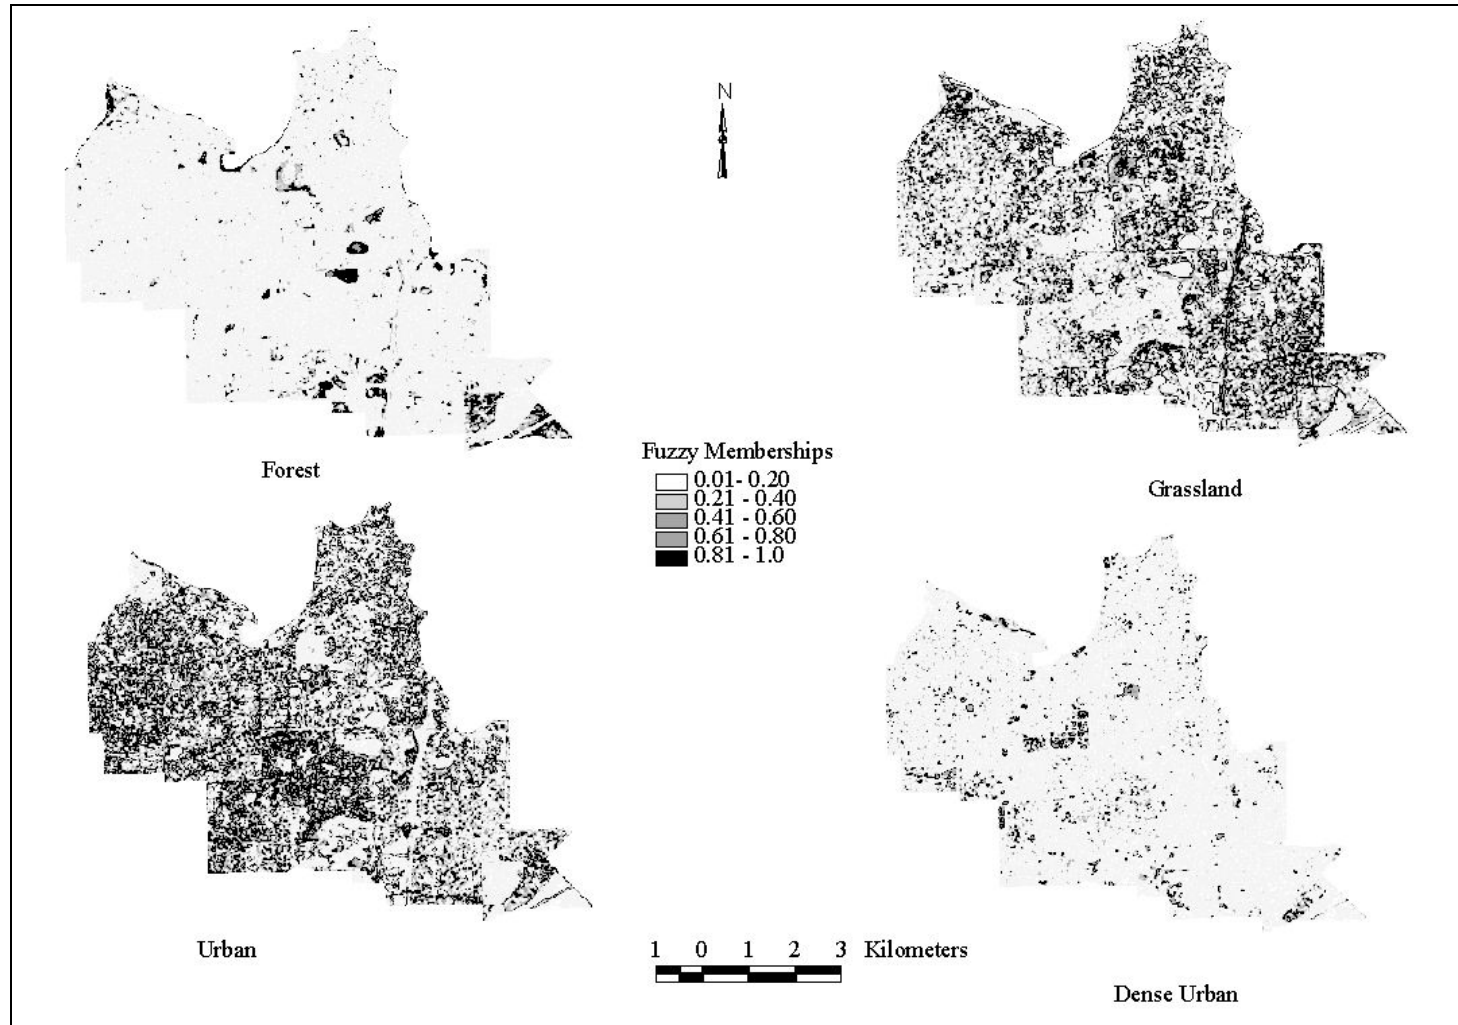 N
Forest
Fuzzy Memberships
0.01- 0.20
0.21 - 0.40
0.41 - 0.60
0.61 - 0.80
0.81 - 1.0
Grassland
Urban
1 0 1 2 3 Kilometers
Dense Urban